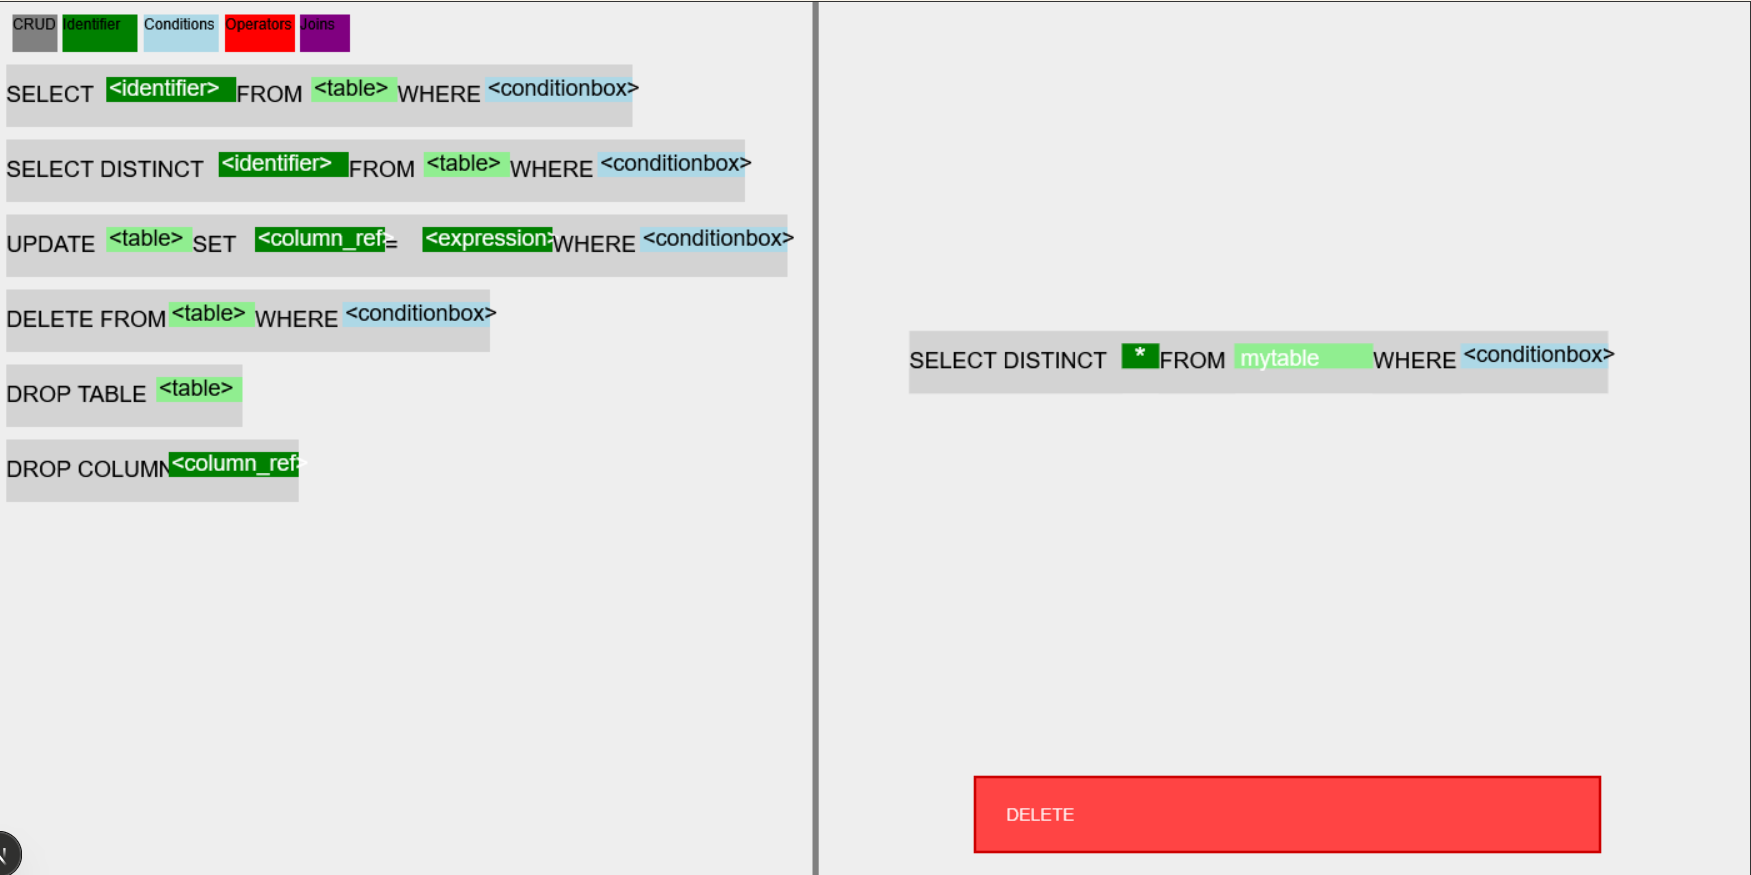 CRUD Identifier Conditions Operators Joins
SELECT <identifier> FROM <table> WHERE <conditionbox>
SELECT DISTINCT <identifier> FROM <table> WHERE <conditionbox>
UPDATE <table> SET <column_ref> = <expression> WHERE <conditionbox>
DELETE FROM <table> WHERE <conditionbox>
DROP TABLE <table>
DROP COLUMN <column_ref>
SELECT DISTINCT * FROM mytable WHERE <conditionbox>
DELETE